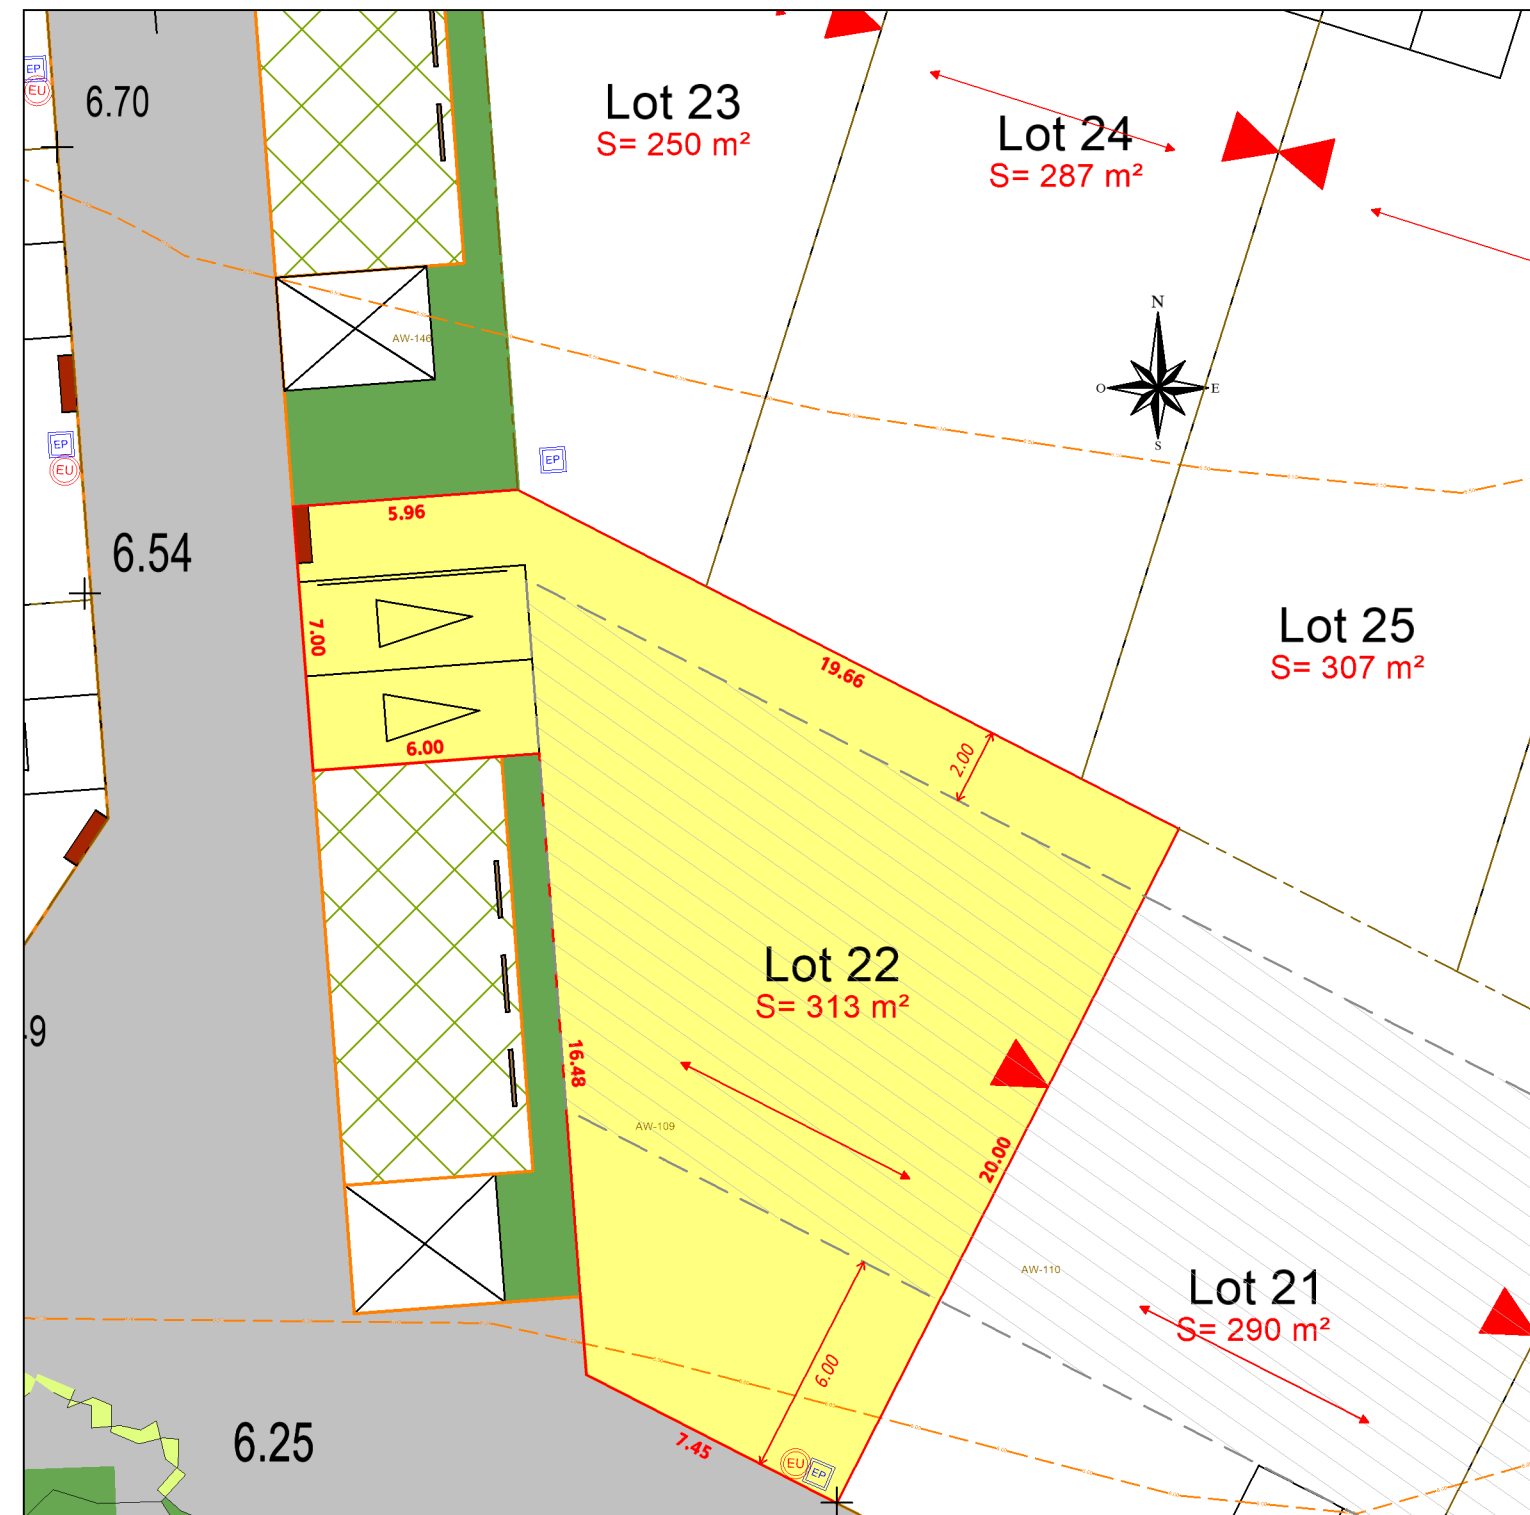 EP
EU
6.70
Lot 23
S= 250 m²
Lot 24
S= 287 m²
N
O
E
S
AW-146
EP
EU
EP
5.96
6.54
7.00
19.66
Lot 25
S= 307 m²
6.00
2.00
Lot 22
S= 313 m²
16.48
AW-109
20.00
AW-110
Lot 21
S= 290 m²
6.00
6.25
7.45
EU
EP